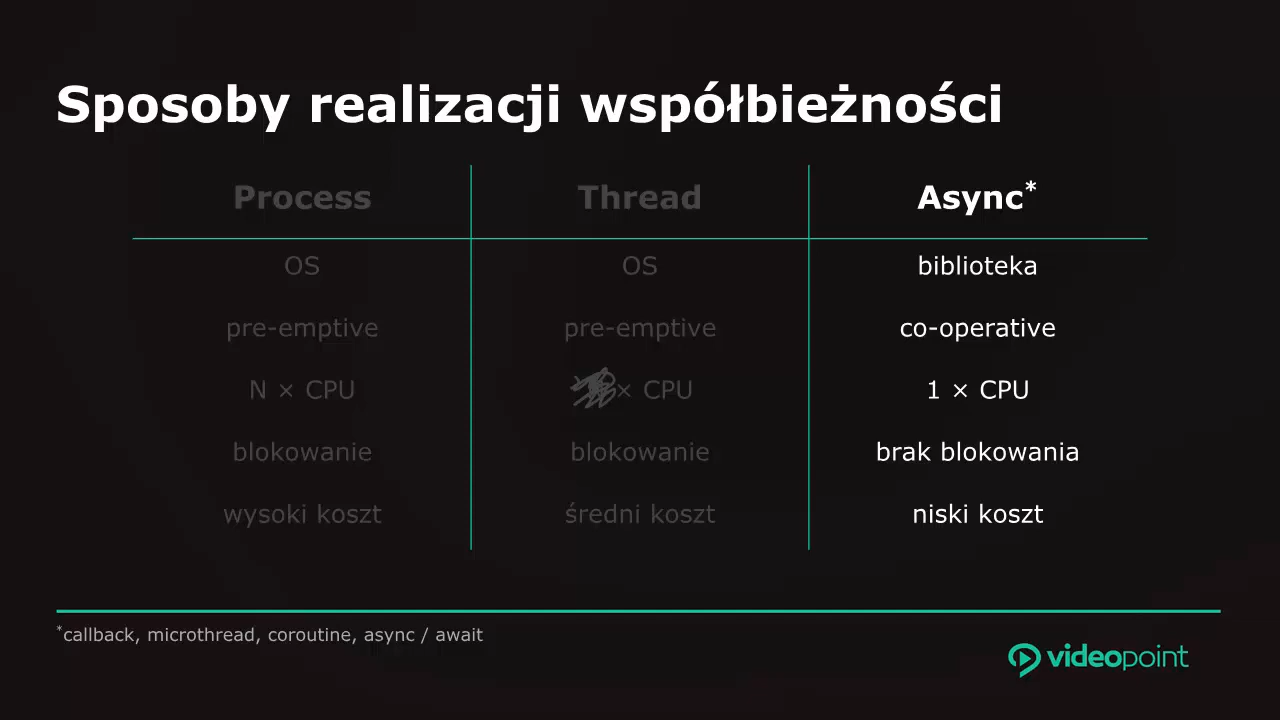 Sposoby realizacji współbieżności
Process Thread Async*
OS OS biblioteka
pre-emptive pre-emptive co-operative
N × CPU × CPU 1 × CPU
blokowanie blokowanie brak blokowania
wysoki koszt średni koszt niski koszt
*callback, microthread, coroutine, async / await
videopoint